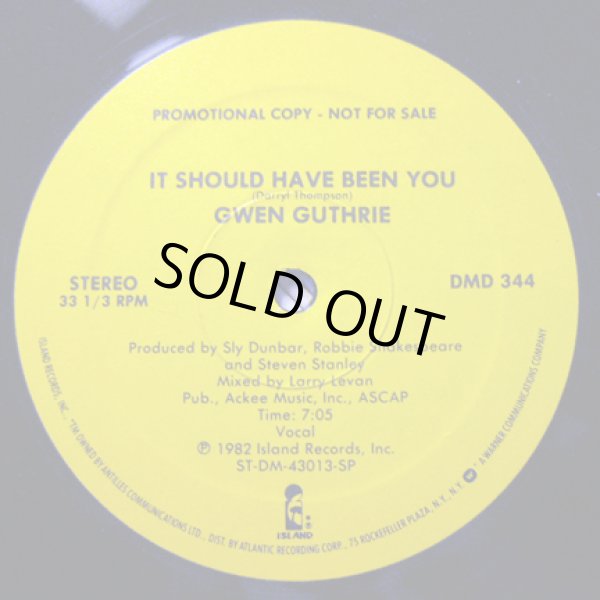 PROMOTIONAL COPY - NOT FOR SALE
IT SHOULD HAVE BEEN YOU
(Darryl Thompson)
GWEN GUTHRIE
STEREO
33 1/3 RPM
DMD 344
SOLD OUT
Produced by Sly Dunbar, Robbie Shakespeare
and Steven Stanley
Mixed by Larry Levan
Pub., Ackee Music, Inc., ASCAP
Time: 7:05
Vocal
℗ 1982 Island Records, Inc.
ST-DM-43013-SP
ISLAND
ISLAND RECORDS, INC., "TM OWNED BY ANTILLES COMMUNICATIONS LTD., DIST. BY ATLANTIC RECORDING CORP., 75 ROCKEFELLER PLAZA, N.Y., N.Y. A WARNER COMMUNICATIONS COMPANY